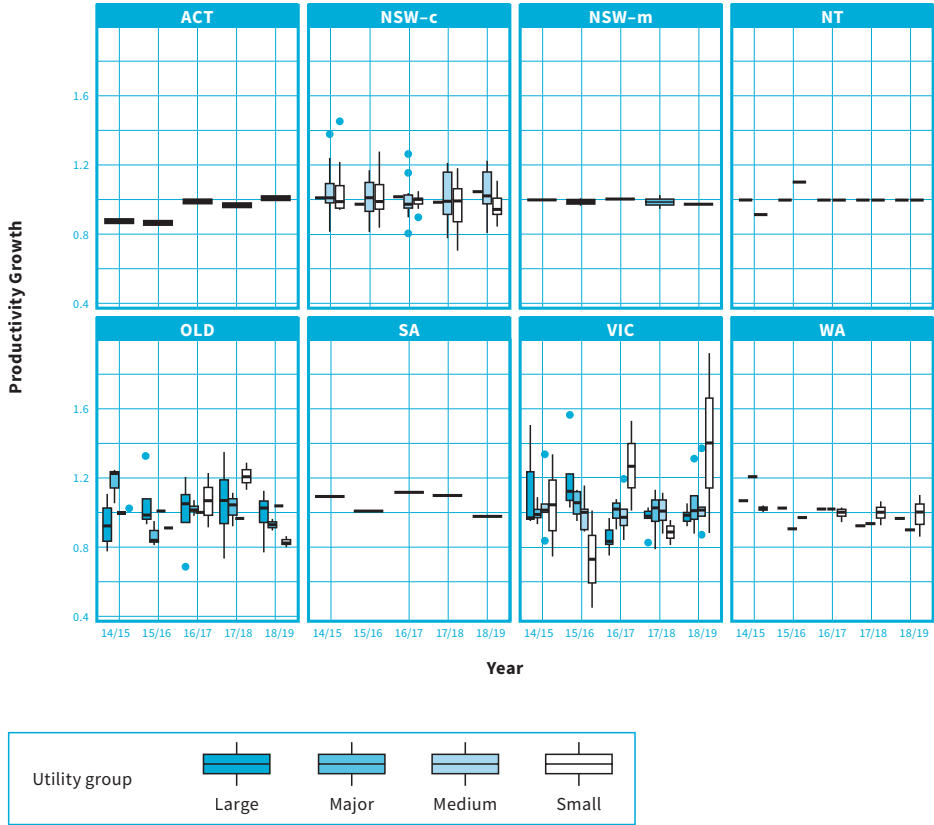 ACT NSW–c NSW–m NT
1.6
1.2
0.8
0.4
Productivity Growth
OLD SA VIC WA
1.6
1.2
0.8
0.4
14/15 15/16 16/17 17/18 18/19 14/15 15/16 16/17 17/18 18/19 14/15 15/16 16/17 17/18 18/19 14/15 15/16 16/17 17/18 18/19
Year
Utility group
Large Major Medium Small